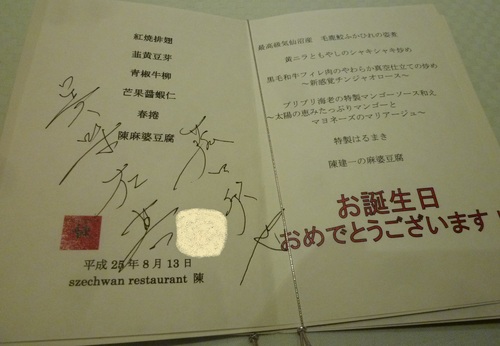 紅焼排翅
韮黄豆芽
青椒牛柳
芒果醤蝦仁
春捲
陳麻婆豆腐
平成25年8月13日
szechwan restaurant 陳
最高級気仙沼産 毛鹿鮫ふかひれの姿煮
黄ニラともやしのシャキシャキ炒め
黒毛和牛フィレ肉のやわらか真空仕立ての炒め
～新感覚チンジャオロース～
プリプリ海老の特製マンゴーソース和え
～太陽の恵みたっぷりマンゴーと
マヨネーズのマリアージュ～
特製はるまき
陳建一の麻婆豆腐
お誕生日
おめでとうございます！